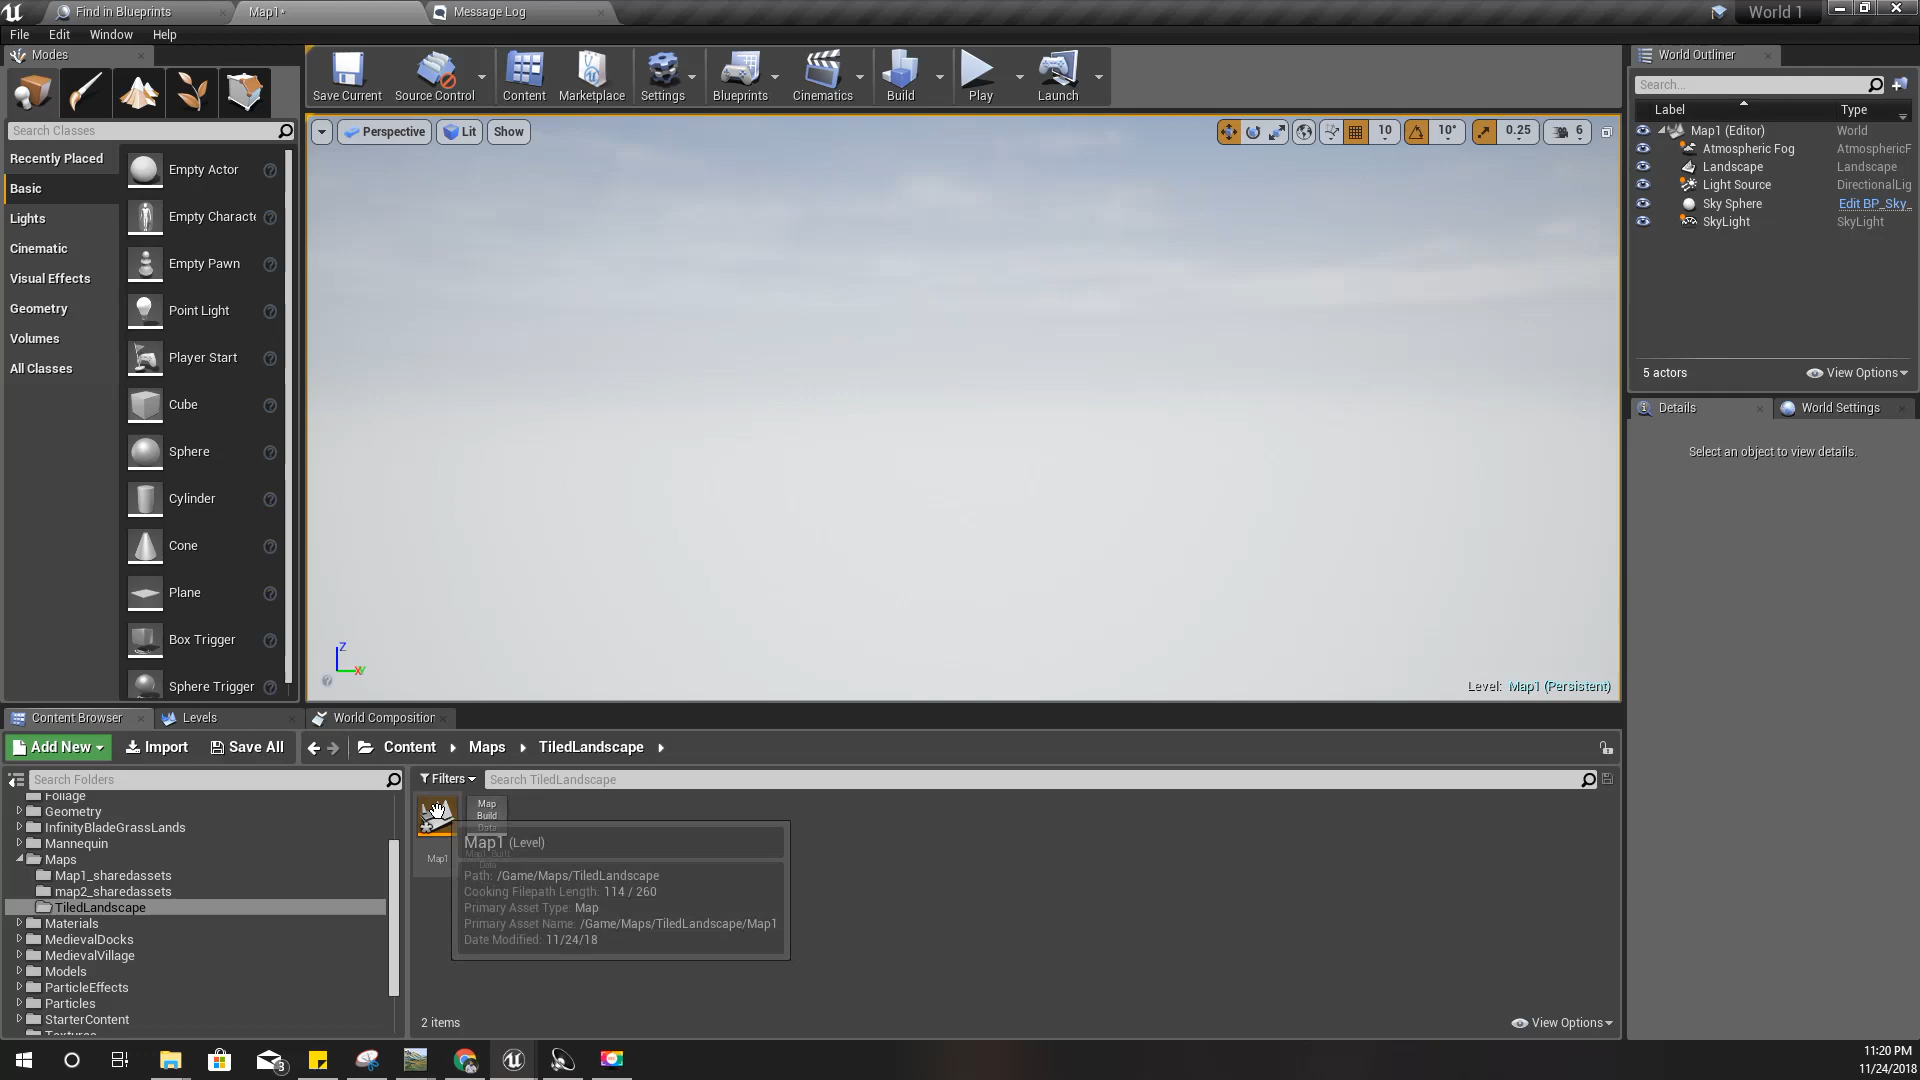 Find in Blueprints
Map1*
Message Log
World 1
File
Edit
Window
Help
Modes
Save Current
Source Control
Content
Marketplace
Settings
Blueprints
Cinematics
Build
Play
Launch
World Outliner
Search...
Label
Type
Search Classes
Recently Placed
Basic
Lights
Cinematic
Visual Effects
Geometry
Volumes
All Classes
Empty Actor
Empty Characte
Empty Pawn
Point Light
Player Start
Cube
Sphere
Cylinder
Cone
Plane
Box Trigger
Sphere Trigger
Perspective
Lit
Show
10
10°
0.25
6
Z
Level: Map1 (Persistent)
Map1 (Editor) World
Atmospheric Fog AtmosphericF
Landscape Landscape
Light Source DirectionalLig
Sky Sphere Edit BP_Sky_
SkyLight SkyLight
5 actors
View Options
Details
World Settings
Select an object to view details.
Content Browser
Levels
World Composition
Add New
Import
Save All
Content
Maps
TiledLandscape
Search Folders
Filters
Search TiledLandscape
Foliage
Geometry
InfinityBladeGrassLands
Mannequin
Maps
Map1_sharedassets
map2_sharedassets
TiledLandscape
Materials
MedievalDocks
MedievalVillage
Models
ParticleEffects
Particles
StarterContent
Textures
Map1
Map
Build
Data
Map1 (Level)
Path: /Game/Maps/TiledLandscape
Cooking Filepath Length: 114 / 260
Primary Asset Type: Map
Primary Asset Name: /Game/Maps/TiledLandscape/Map1
Date Modified: 11/24/18
2 items
View Options
3
11:20 PM
11/24/2018